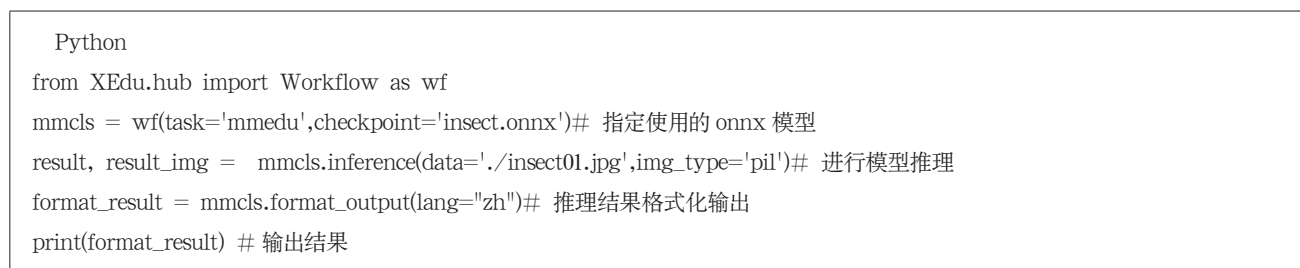 Python
from XEdu.hub import Workflow as wf
mmcls = wf(task='mmedu',checkpoint='insect.onnx')# 指定使用的 onnx 模型
result, result_img = mmcls.inference(data='./insect01.jpg',img_type='pil')# 进行模型推理
format_result = mmcls.format_output(lang="zh")# 推理结果格式化输出
print(format_result) # 输出结果